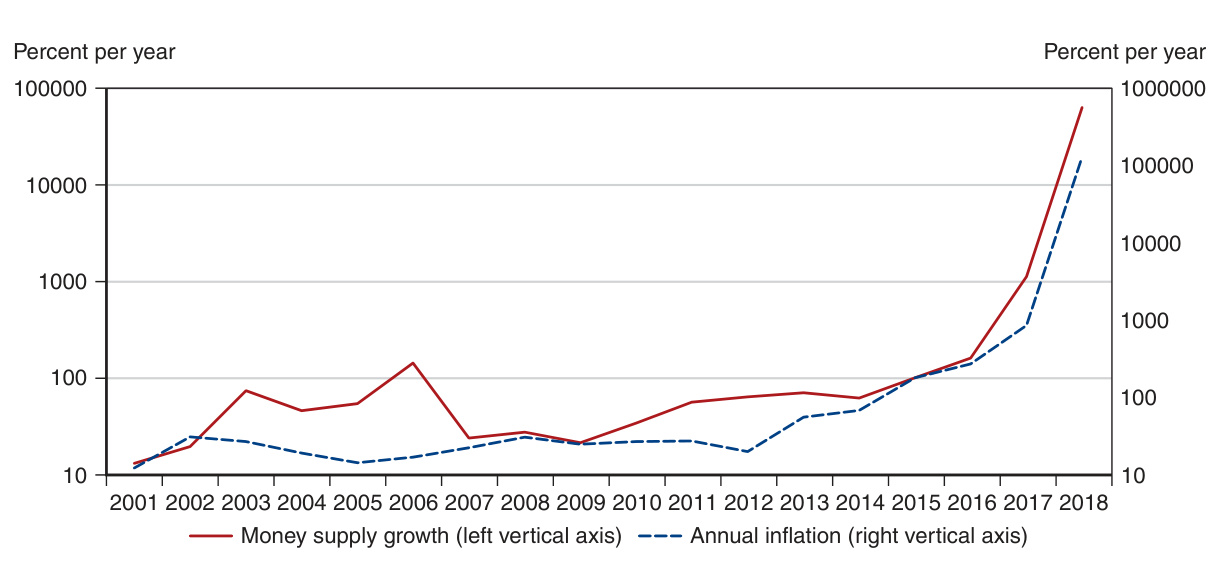 Percent per year
Percent per year
100000
10000
1000
100
10
1000000
100000
10000
1000
100
10
2001 2002 2003 2004 2005 2006 2007 2008 2009 2010 2011 2012 2013 2014 2015 2016 2017 2018
Money supply growth (left vertical axis)
Annual inflation (right vertical axis)